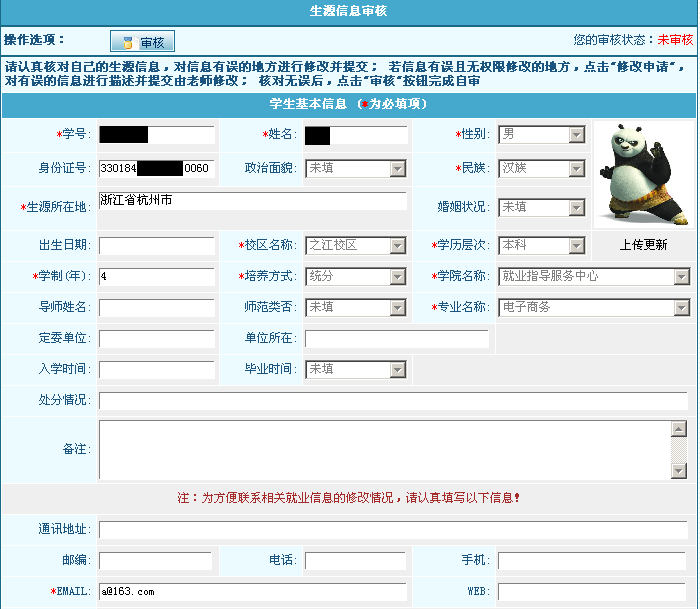 生源信息审核
操作选项： 审核 您的审核状态：未审核
请认真核对自己的生源信息，对信息有误的地方进行修改并提交； 若信息有误且无权限修改的地方，点击"修改申请"，
对有误的信息进行描述并提交由老师修改； 核对无误后，点击"审核"按钮完成自审
学生基本信息 （*为必填项）
*学号： *姓名： *性别： 男
身份证号： 330184 0060 政治面貌： 未填 *民族： 汉族
*生源所在地： 浙江省杭州市 婚姻状况： 未填
出生日期： *校区名称： 之江校区 *学历层次： 本科 上传更新
*学制(年)： 4 *培养方式： 统分 *学院名称： 就业指导服务中心
导师姓名： 师范类否： 未填 *专业名称： 电子商务
定委单位： 单位所在：
入学时间： 毕业时间： 未填
处分情况：
备注：
注：为方便联系相关就业信息的修改情况，请认真填写以下信息！
通讯地址：
邮编： 电话： 手机：
*EMAIL： a@163.com WEB：